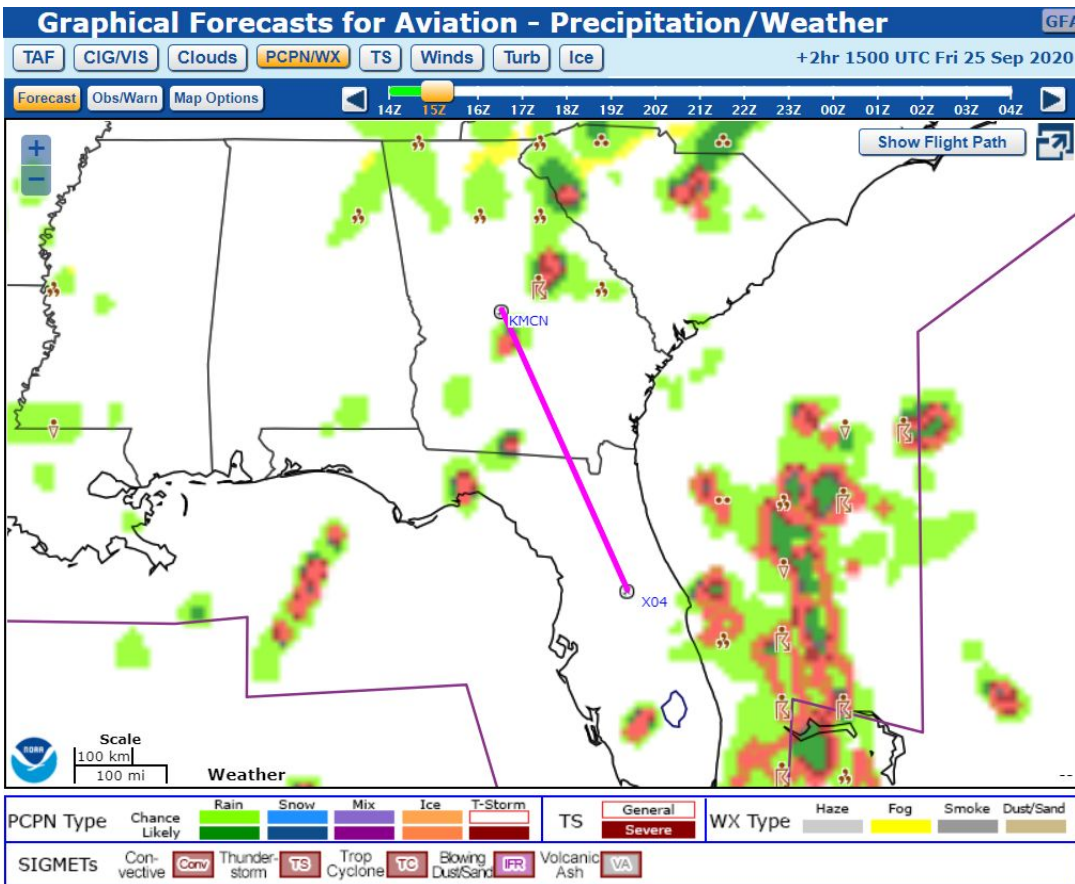 Graphical Forecasts for Aviation - Precipitation/Weather
TAF CIG/VIS Clouds PCPN/WX TS Winds Turb Ice +2hr 1500 UTC Fri 25 Sep 2020
Forecast Obs/Warn Map Options 14Z 15Z 16Z 17Z 18Z 19Z 20Z 21Z 22Z 23Z 00Z 01Z 02Z 03Z 04Z
+
−
Show Flight Path
KMCN
X04
NOAA
Scale
100 km
100 mi
Weather
--
Rain Snow Mix Ice T-Storm General Haze Fog Smoke Dust/Sand
PCPN Type Chance TS WX Type
Likely Severe
SIGMETs Con-vective Conv Thunder-storm TS Trop Cyclone TC Blowing Dust/Sand IFR Volcanic Ash VA